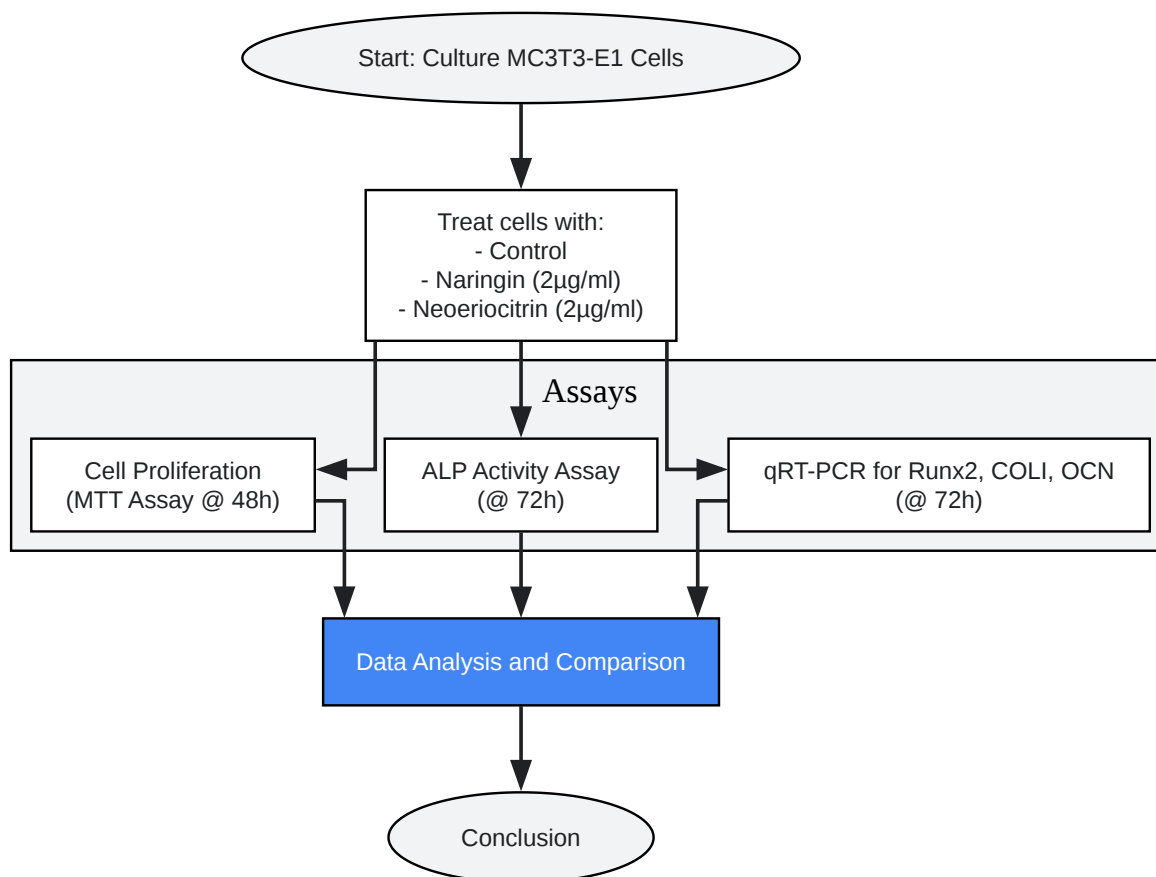 Start: Culture MC3T3-E1 Cells
Treat cells with:
- Control
- Naringin (2µg/ml)
- Neoeriocitrin (2µg/ml)
Assays
Cell Proliferation
(MTT Assay @ 48h)
ALP Activity Assay
(@ 72h)
qRT-PCR for Runx2, COLI, OCN
(@ 72h)
Data Analysis and Comparison
Conclusion